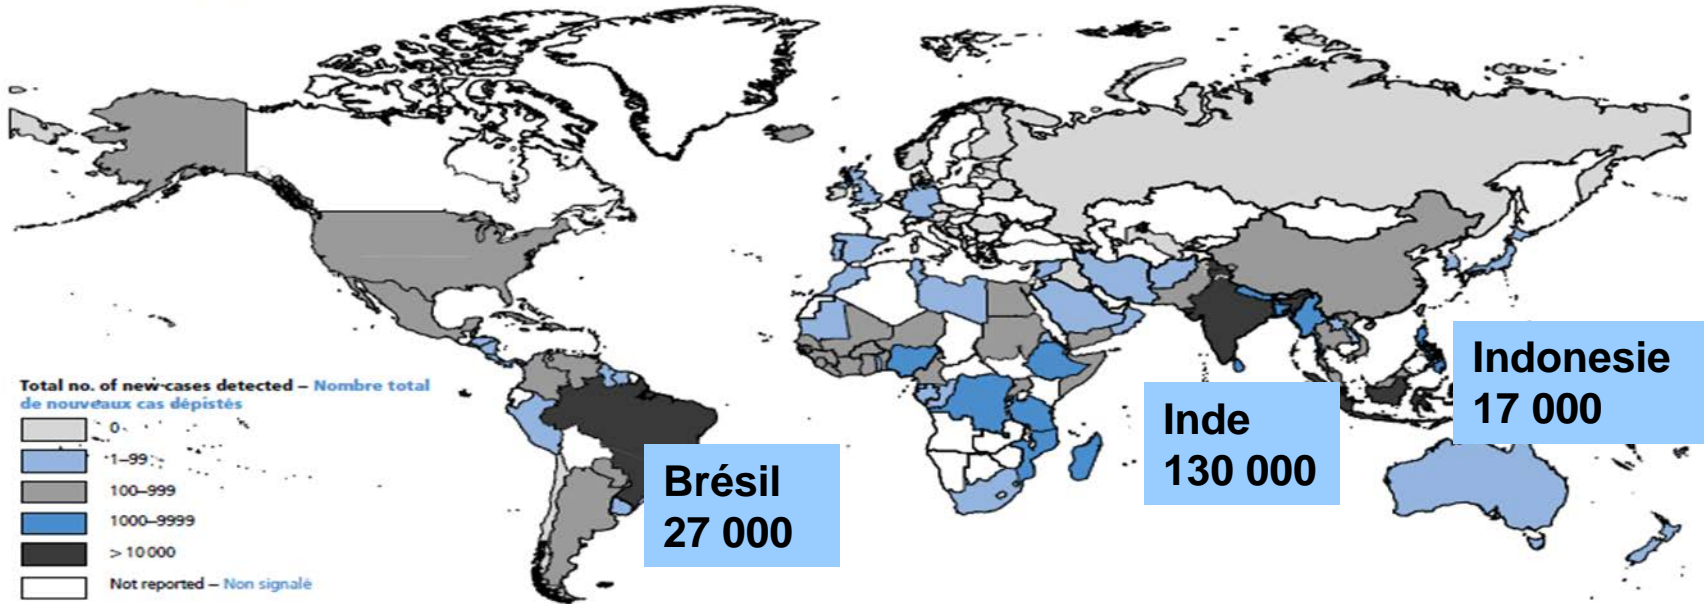 Total no. of new cases detected – Nombre total
de nouveaux cas dépistés
0
1–99
100–999
1000–9999
> 10 000
Not reported – Non signalé
Brésil
27 000
Inde
130 000
Indonesie
17 000